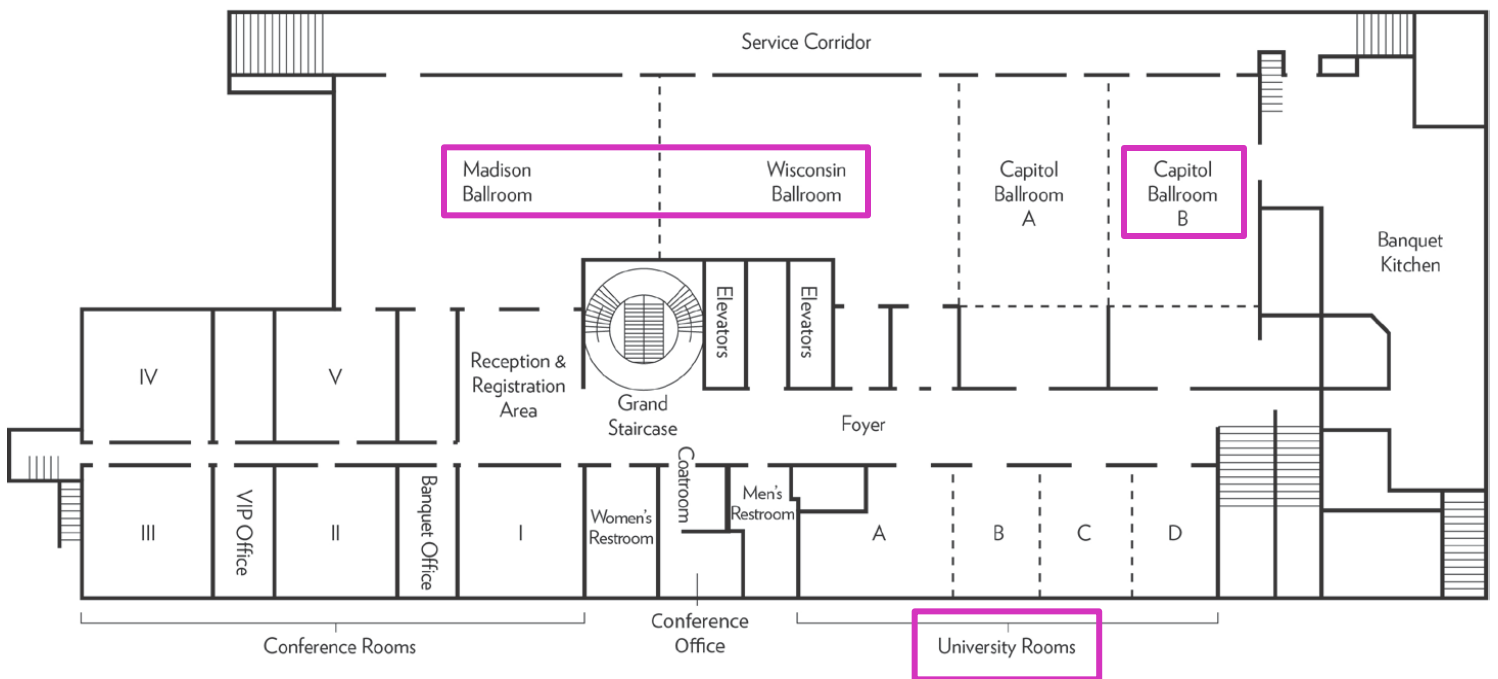 Service Corridor
Madison
Ballroom
Wisconsin
Ballroom
Capitol
Ballroom
A
Capitol
Ballroom
B
Banquet
Kitchen
Elevators
Elevators
IV
V
Reception &
Registration
Area
Grand
Staircase
Foyer
III
VIP Office
II
Banquet Office
I
Women's
Restroom
Coatroom
Men's
Restroom
A
B
C
D
Conference Rooms
Conference
Office
University Rooms